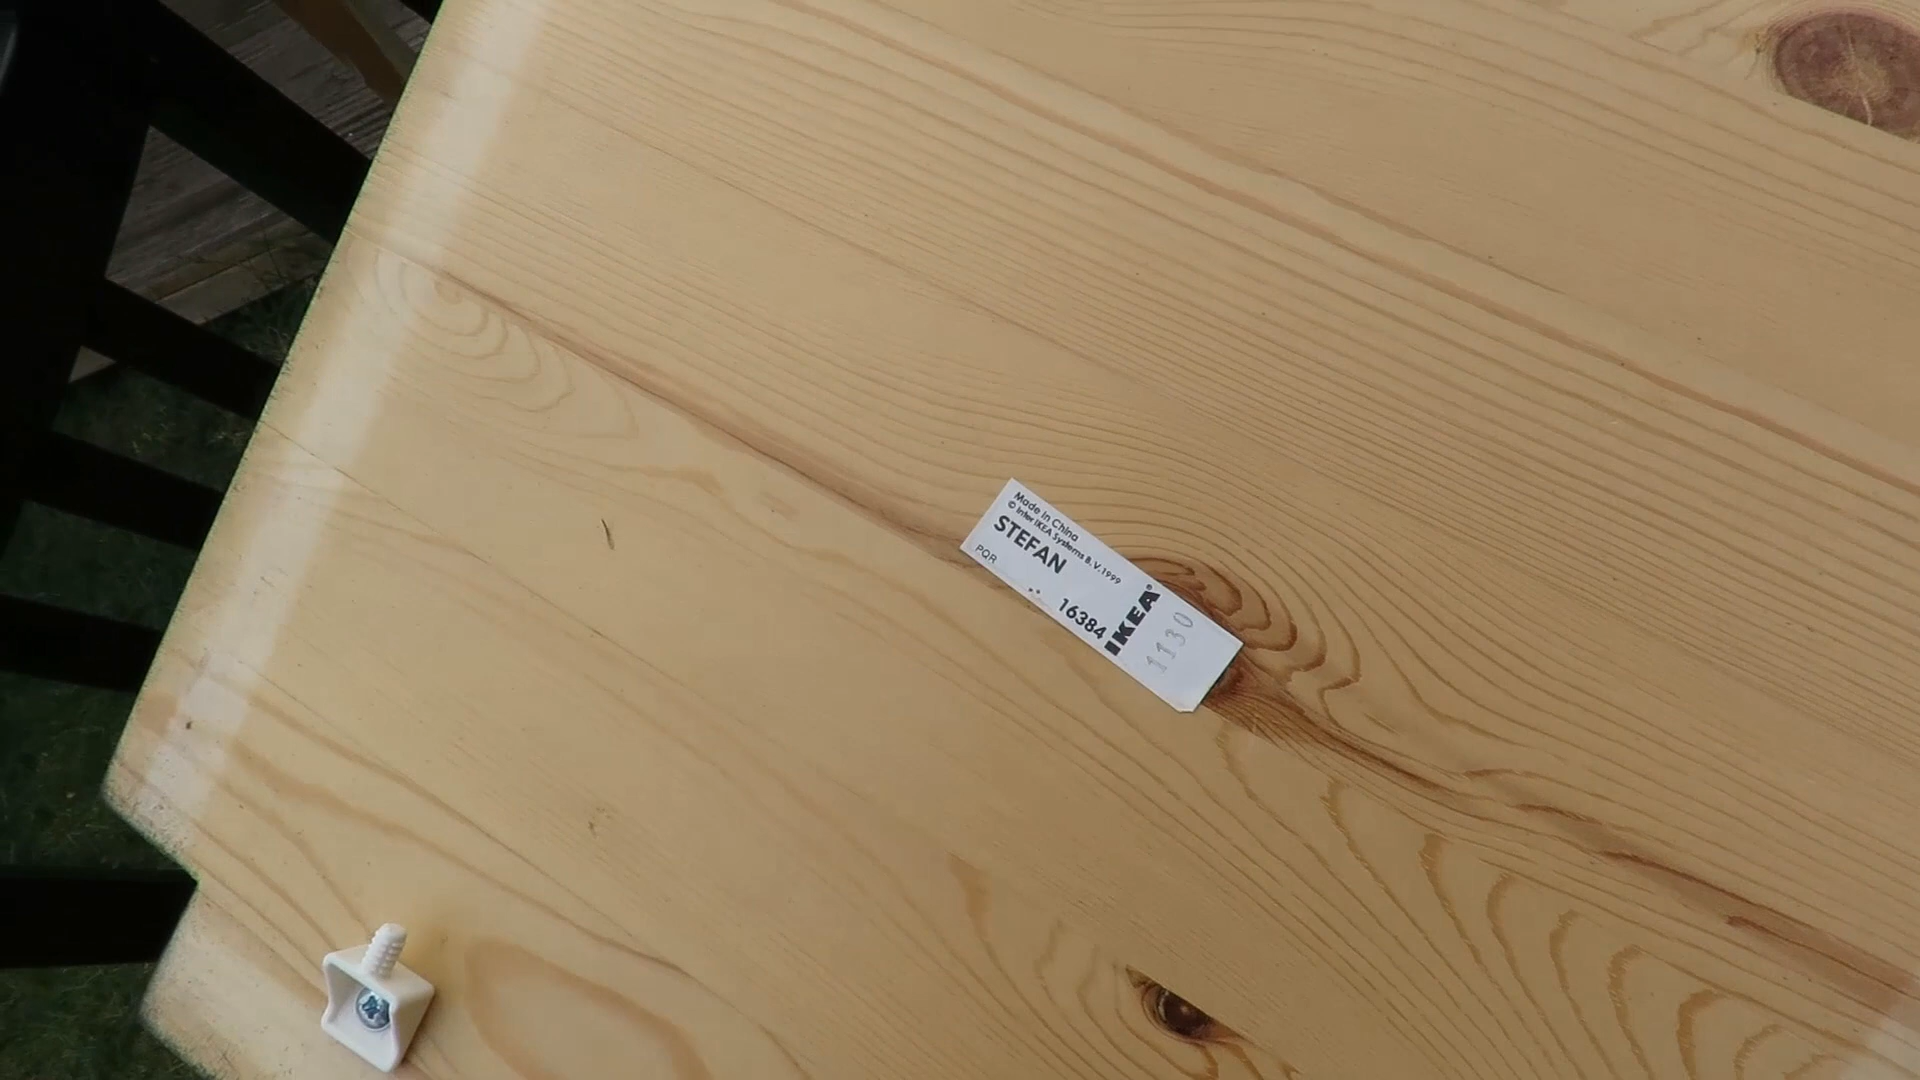 Made in China
© Inter IKEA Systems B.V.1999
STEFAN
PQR
16384
IKEA®
1130